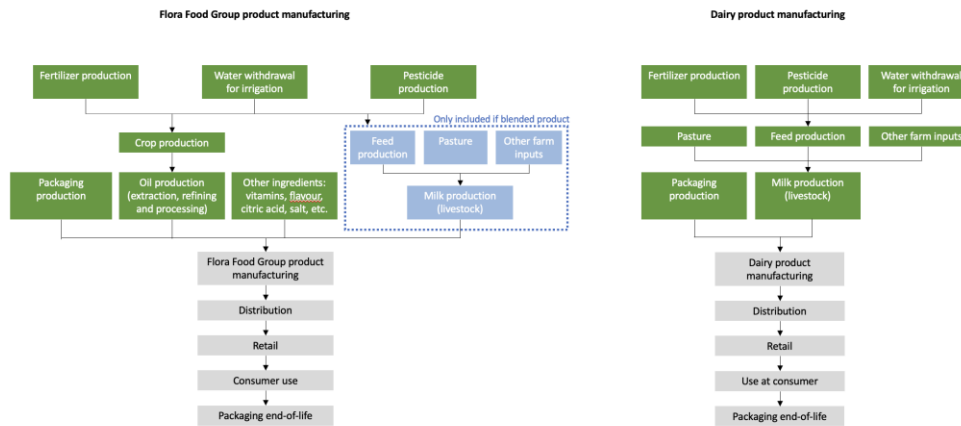 Flora Food Group product manufacturing
Fertilizer production
Water withdrawal
for irrigation
Pesticide
production
Only included if blended product
Crop production
Feed
production
Pasture
Other farm
inputs
Packaging
production
Oil production
(extraction, refining
and processing)
Other ingredients:
vitamins, flavour,
citric acid, salt, etc.
Milk production
(livestock)
Flora Food Group product
manufacturing
Distribution
Retail
Consumer use
Packaging end-of-life
Dairy product manufacturing
Fertilizer production
Pesticide
production
Water withdrawal
for irrigation
Pasture
Feed production
Other farm inputs
Packaging
production
Milk production
(livestock)
Dairy product
manufacturing
Distribution
Retail
Use at consumer
Packaging end-of-life